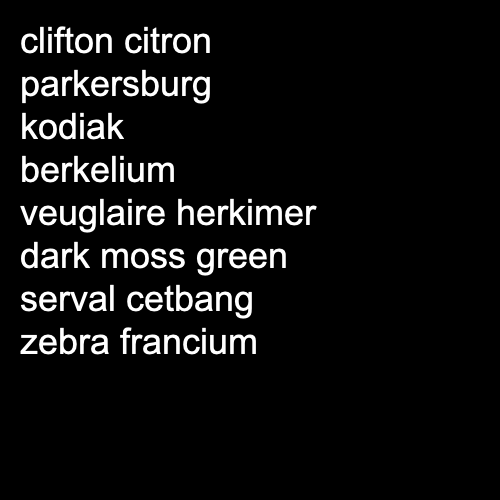 clifton citron
parkersburg
kodiak
berkelium
veuglaire herkimer
dark moss green
serval cetbang
zebra francium